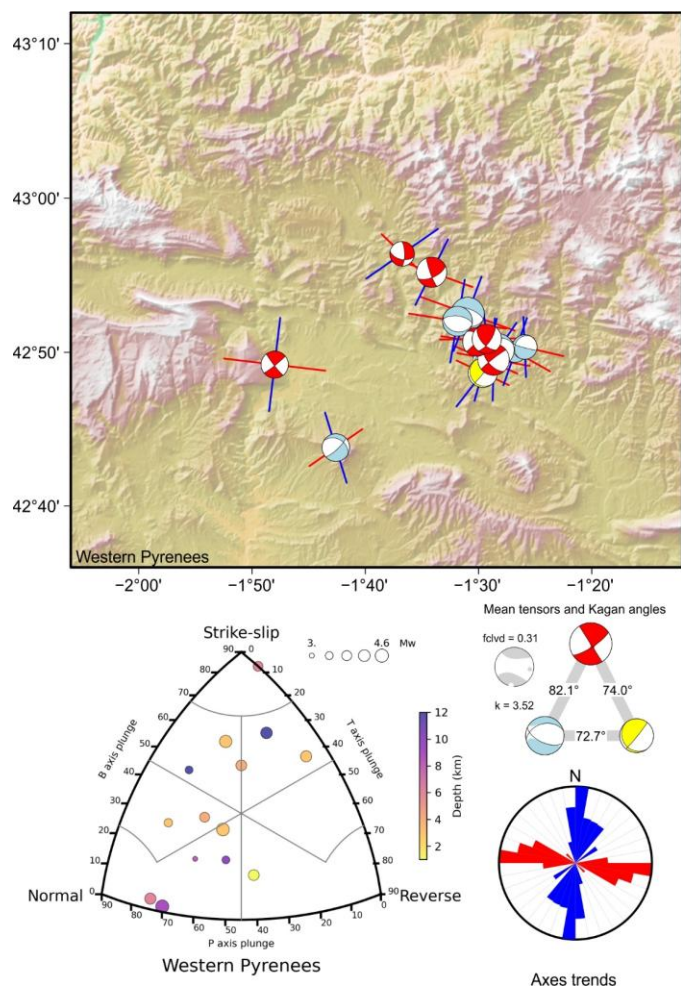 43°10'
43°00'
42°50'
42°40'
Western Pyrenees
−2°00' −1°50' −1°40' −1°30' −1°20'
Strike-slip
3. 4.6 Mw
90 0
80 10
70 20
60 30
50 40
40 50
30 60
20 70
10 80
0 90
B axis plunge
T axis plunge
Normal
Reverse
90 80 70 60 50 40 30 20 10 0
P axis plunge
Western Pyrenees
12
10
8
6
4
2
Depth (km)
Mean tensors and Kagan angles
fclvd = 0.31
k = 3.52
82.1° 74.0°
72.7°
N
Axes trends